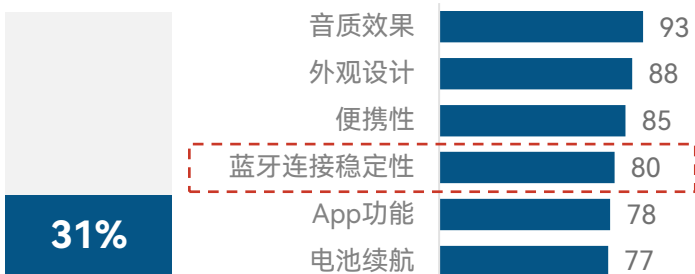 音质效果 93
外观设计 88
便携性 85
蓝牙连接稳定性 80
31%
App功能 78
电池续航 77